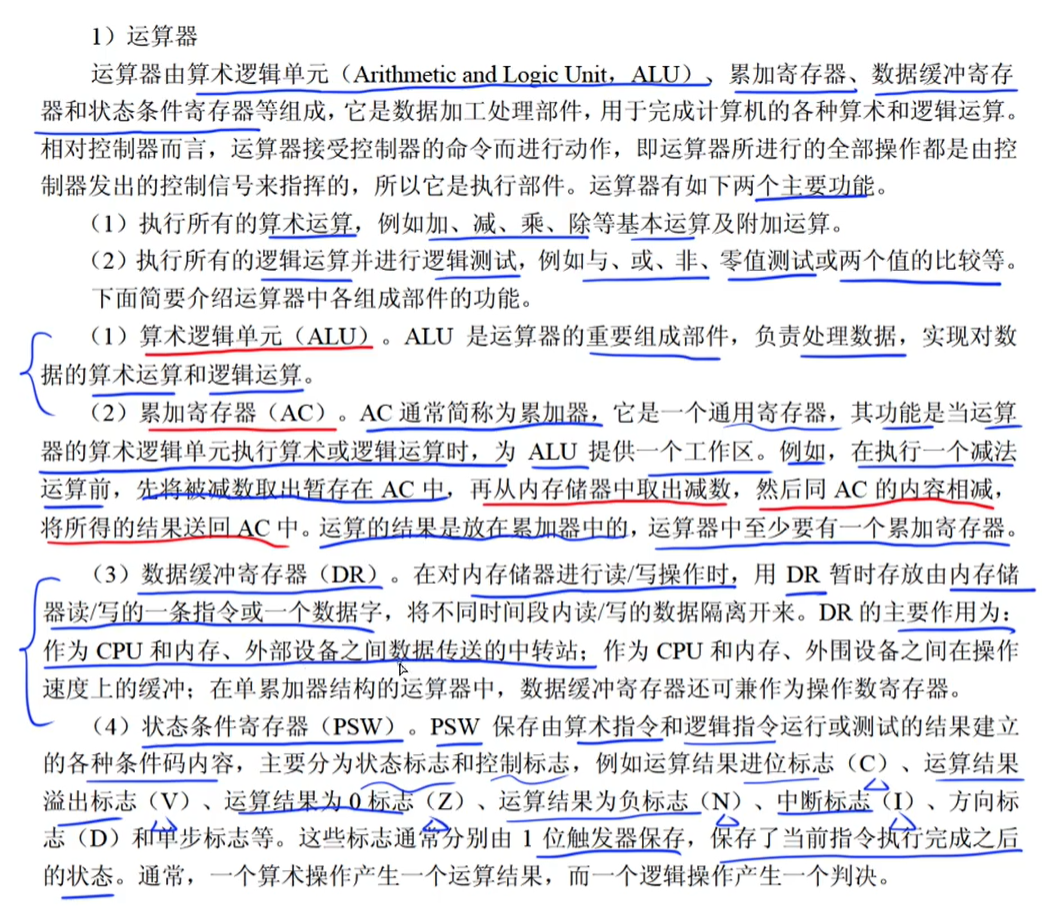 1）运算器
运算器由算术逻辑单元（Arithmetic and Logic Unit，ALU）、累加寄存器、数据缓冲寄存
器和状态条件寄存器等组成，它是数据加工处理部件，用于完成计算机的各种算术和逻辑运算。
相对控制器而言，运算器接受控制器的命令而进行动作，即运算器所进行的全部操作都是由控
制器发出的控制信号来指挥的，所以它是执行部件。运算器有如下两个主要功能。
（1）执行所有的算术运算，例如加、减、乘、除等基本运算及附加运算。
（2）执行所有的逻辑运算并进行逻辑测试，例如与、或、非、零值测试或两个值的比较等。
下面简要介绍运算器中各组成部件的功能。
（1）算术逻辑单元（ALU）。ALU 是运算器的重要组成部件，负责处理数据，实现对数
据的算术运算和逻辑运算。
（2）累加寄存器（AC）。AC 通常简称为累加器，它是一个通用寄存器，其功能是当运算
器的算术逻辑单元执行算术或逻辑运算时，为 ALU 提供一个工作区。例如，在执行一个减法
运算前，先将被减数取出暂存在 AC 中，再从内存储器中取出减数，然后同 AC 的内容相减，
将所得的结果送回 AC 中。运算的结果是放在累加器中的，运算器中至少要有一个累加寄存器。
（3）数据缓冲寄存器（DR）。在对内存储器进行读/写操作时，用 DR 暂时存放由内存储
器读/写的一条指令或一个数据字，将不同时间段内读/写的数据隔离开来。DR 的主要作用为：
作为 CPU 和内存、外部设备之间数据传送的中转站；作为 CPU 和内存、外围设备之间在操作
速度上的缓冲；在单累加器结构的运算器中，数据缓冲寄存器还可兼作为操作数寄存器。
（4）状态条件寄存器（PSW）。PSW 保存由算术指令和逻辑指令运行或测试的结果建立
的各种条件码内容，主要分为状态标志和控制标志，例如运算结果进位标志（C）、运算结果
溢出标志（V）、运算结果为 0 标志（Z）、运算结果为负标志（N）、中断标志（I）、方向标
志（D）和单步标志等。这些标志通常分别由 1 位触发器保存，保存了当前指令执行完成之后
的状态。通常，一个算术操作产生一个运算结果，而一个逻辑操作产生一个判决。